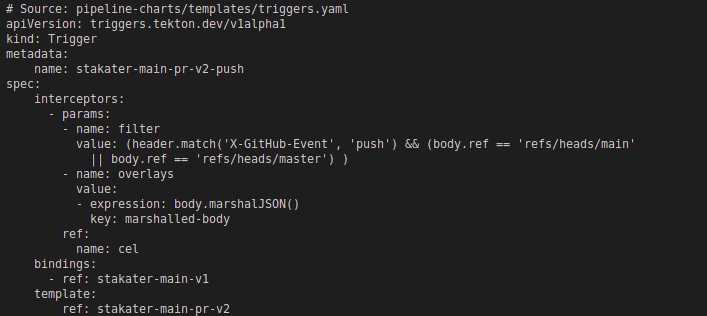 # Source: pipeline-charts/templates/triggers.yaml
apiVersion: triggers.tekton.dev/v1alpha1
kind: Trigger
metadata:
    name: stakater-main-pr-v2-push
spec:
    interceptors:
      - params:
        - name: filter
          value: (header.match('X-GitHub-Event', 'push') && (body.ref == 'refs/heads/main'
            || body.ref == 'refs/heads/master') )
        - name: overlays
          value:
          - expression: body.marshalJSON()
            key: marshalled-body
        ref:
          name: cel
    bindings:
      - ref: stakater-main-v1
    template:
        ref: stakater-main-pr-v2